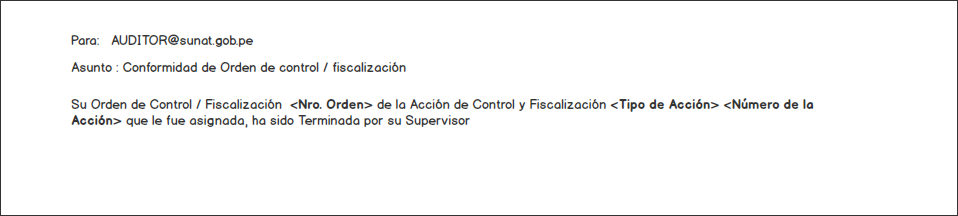 Para: AUDITOR@sunat.gob.pe
Asunto : Conformidad de Orden de control / fiscalización
Su Orden de Control / Fiscalización <Nro. Orden> de la Acción de Control y Fiscalización <Tipo de Acción> <Número de la
Acción> que le fue asignada, ha sido Terminada por su Supervisor